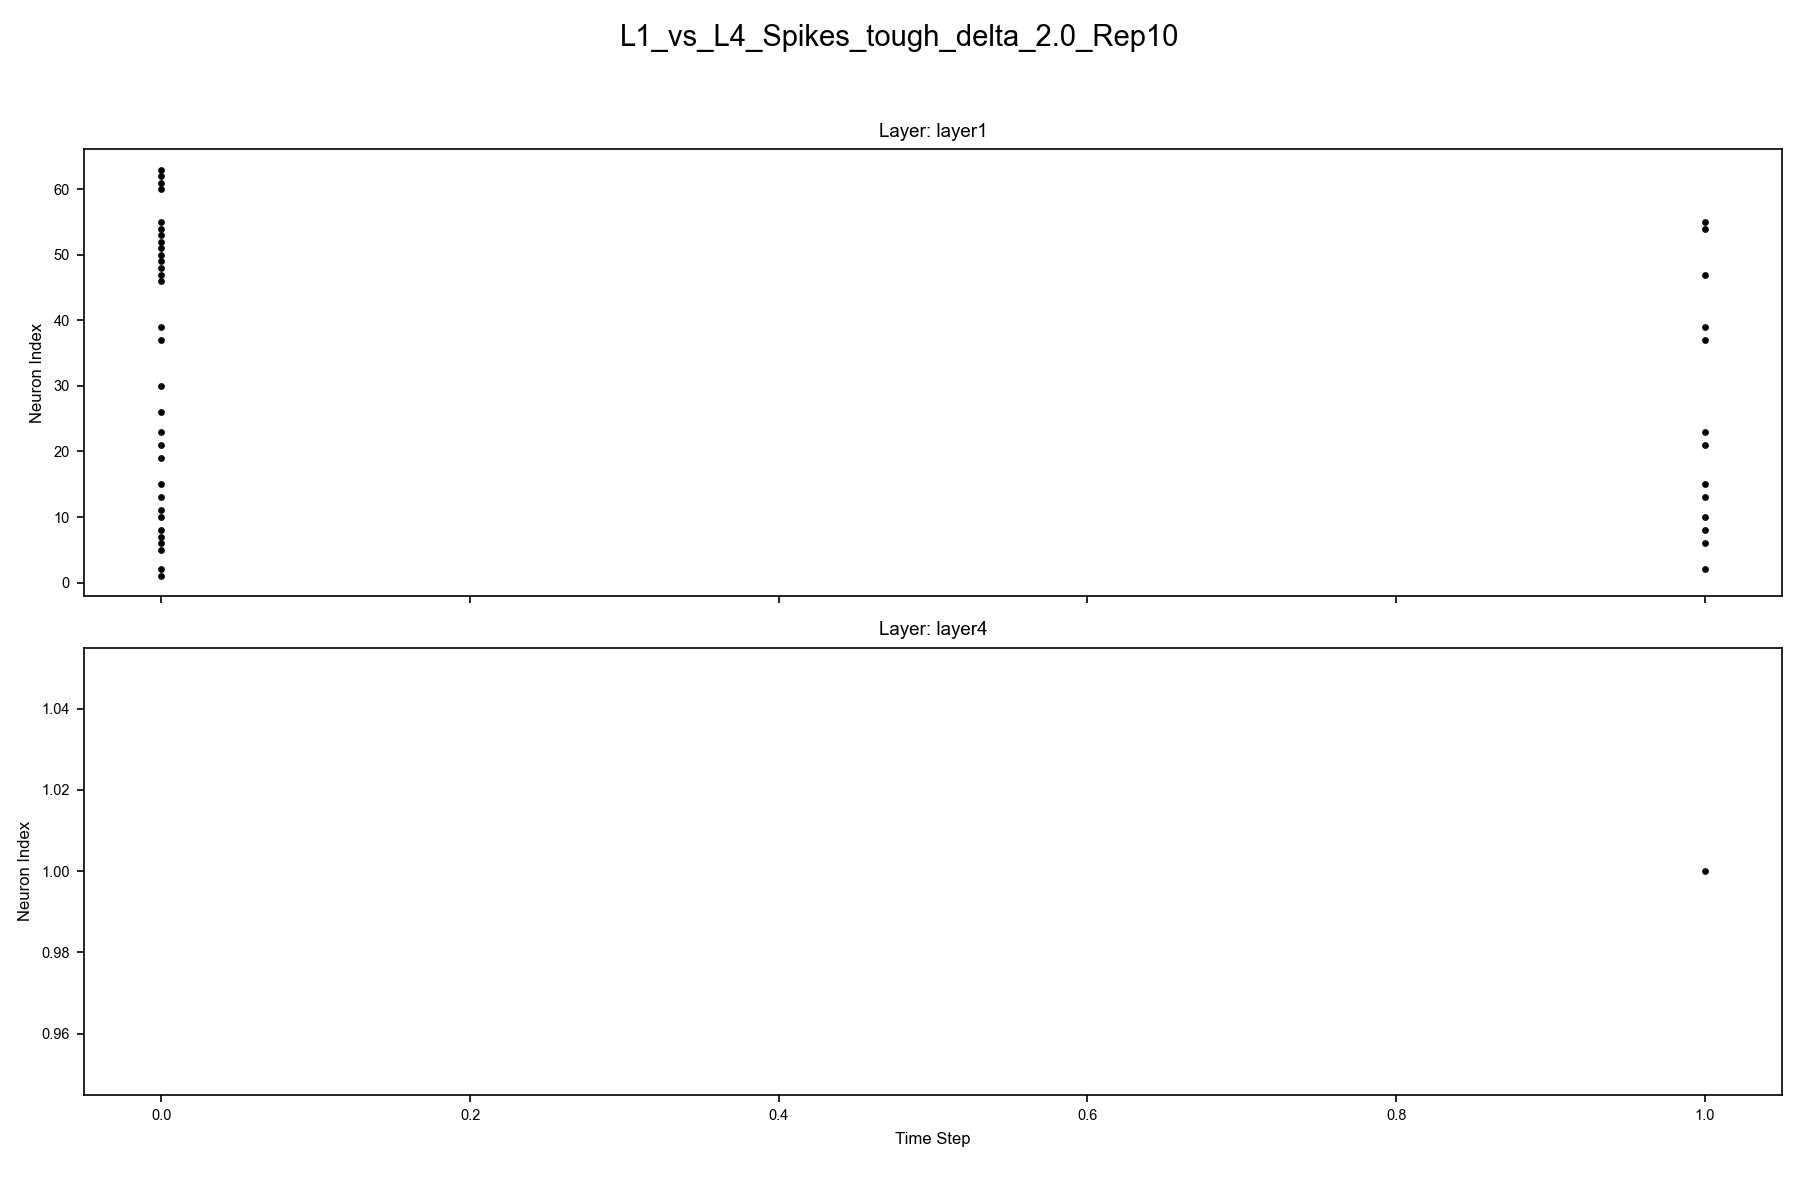 L1_vs_L4_Spikes_tough_delta_2.0_Rep10
Layer: layer1
Neuron Index
60
50
40
30
20
10
0
Layer: layer4
Neuron Index
1.04
1.02
1.00
0.98
0.96
0.0 0.2 0.4 0.6 0.8 1.0
Time Step